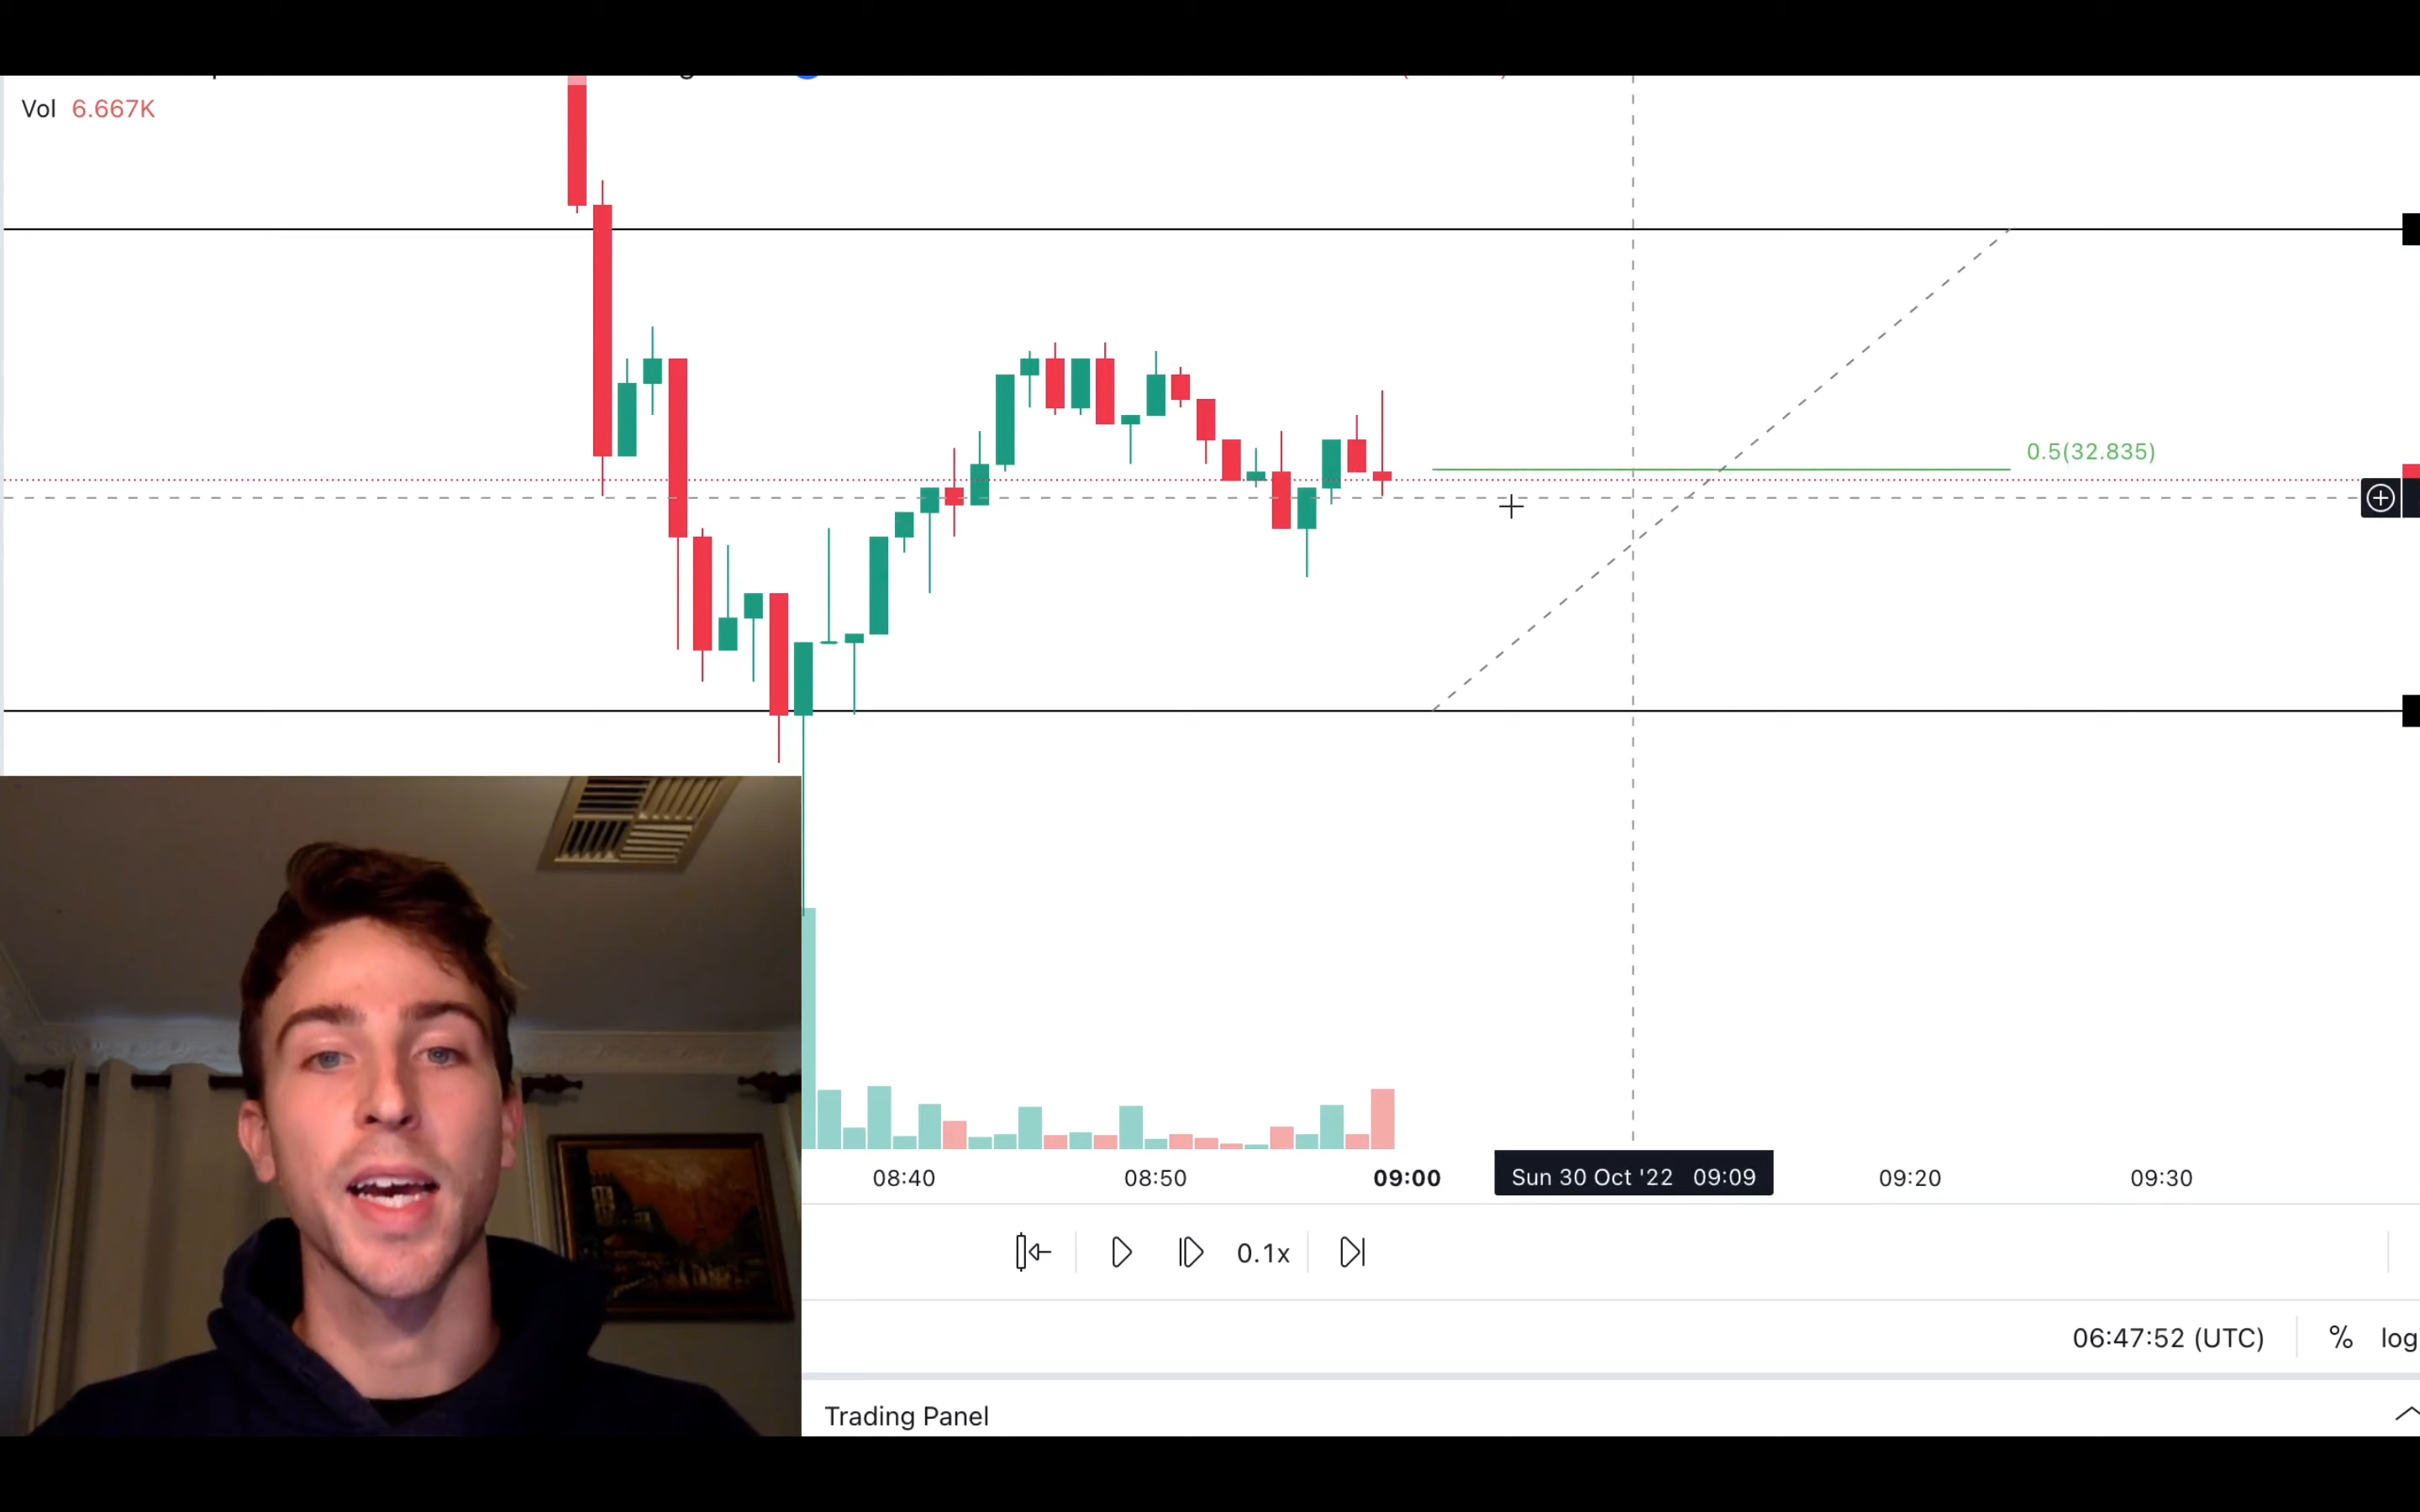 Vol 6.667K
0.5(32.835)
08:40 08:50 09:00 Sun 30 Oct '22 09:09 09:20 09:30
0.1x
06:47:52 (UTC) % log
Trading Panel